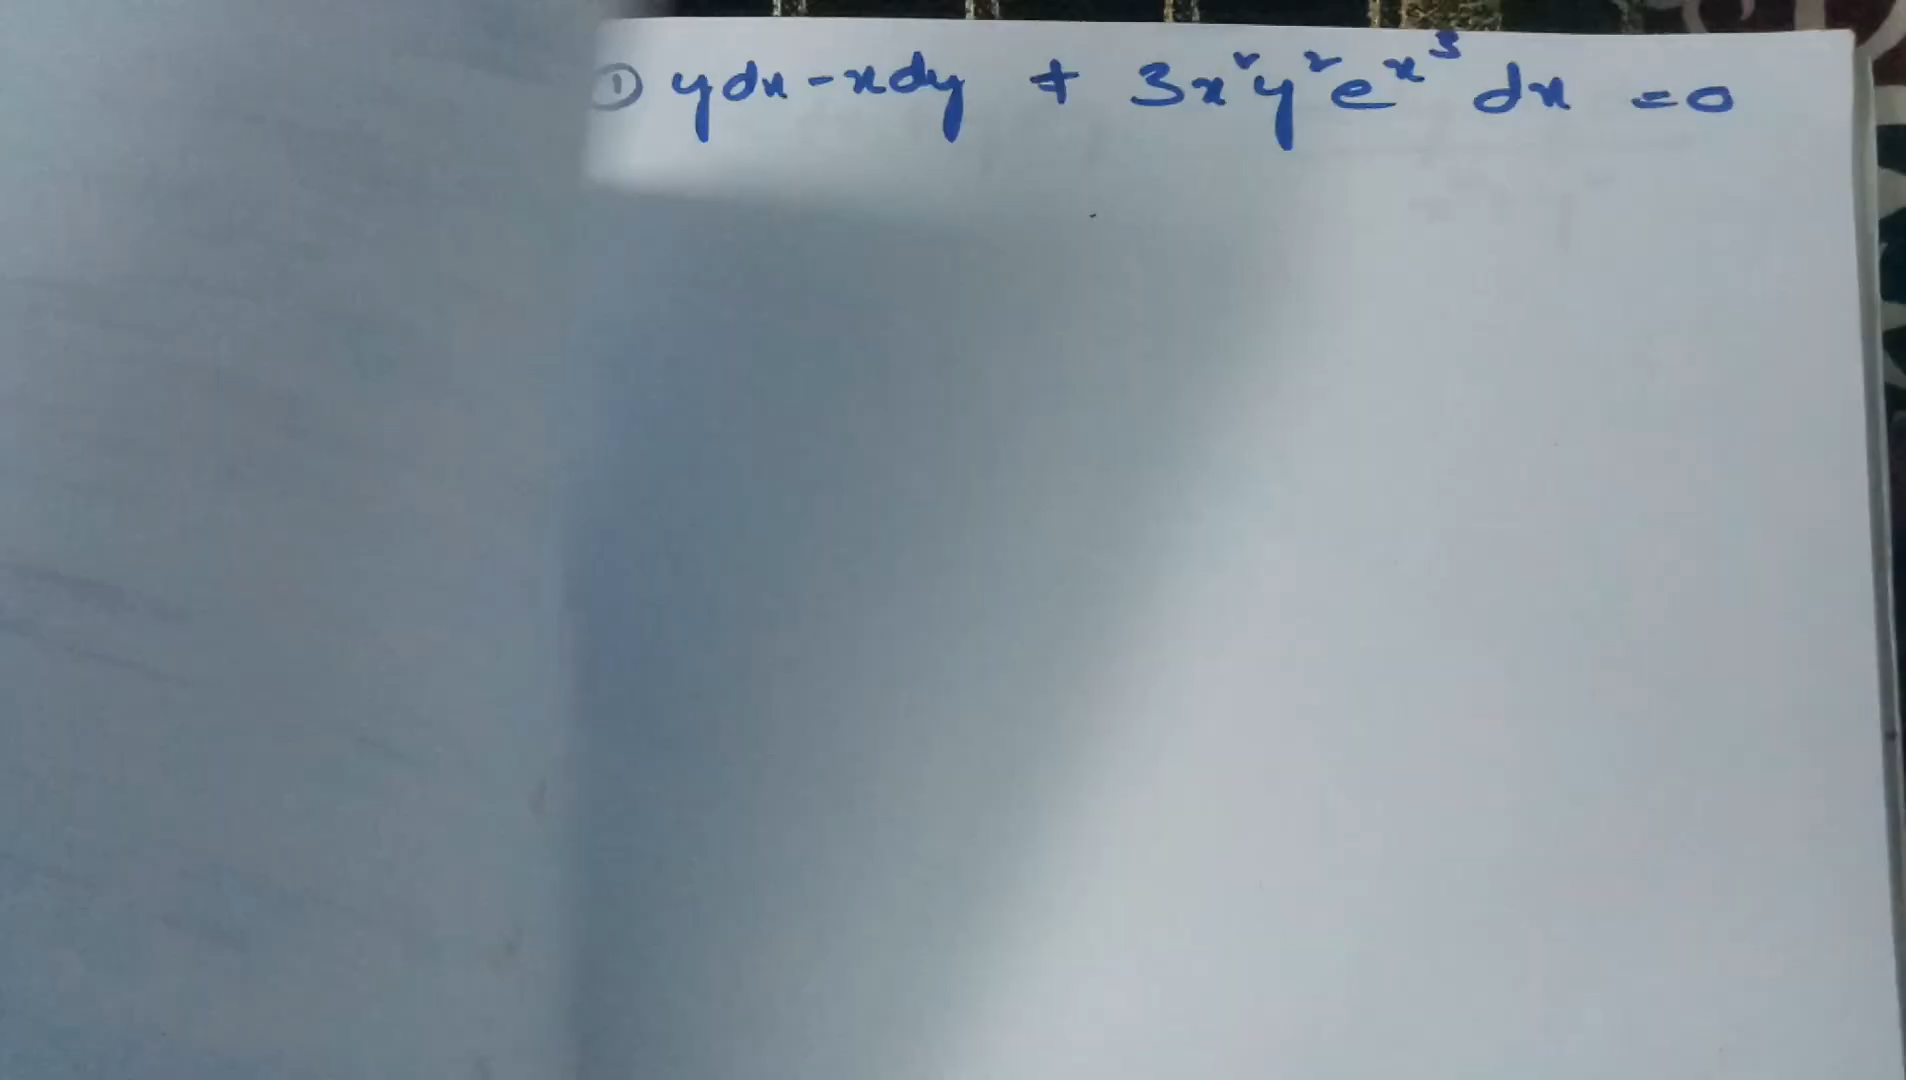 ① ydx - xdy + 3x²y²e^{x³} dx = 0